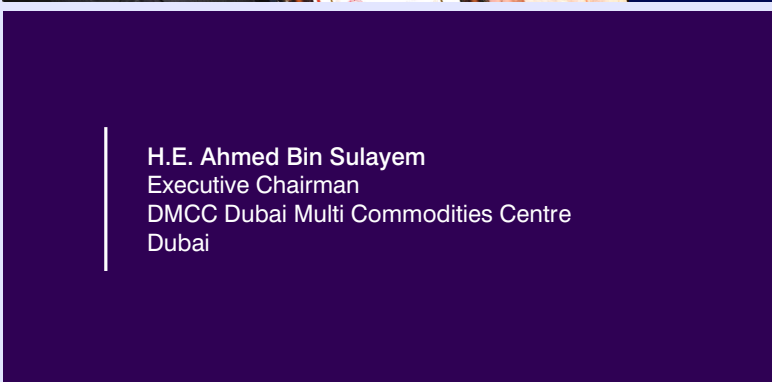 H.E. Ahmed Bin Sulayem
Executive Chairman
DMCC Dubai Multi Commodities Centre
Dubai